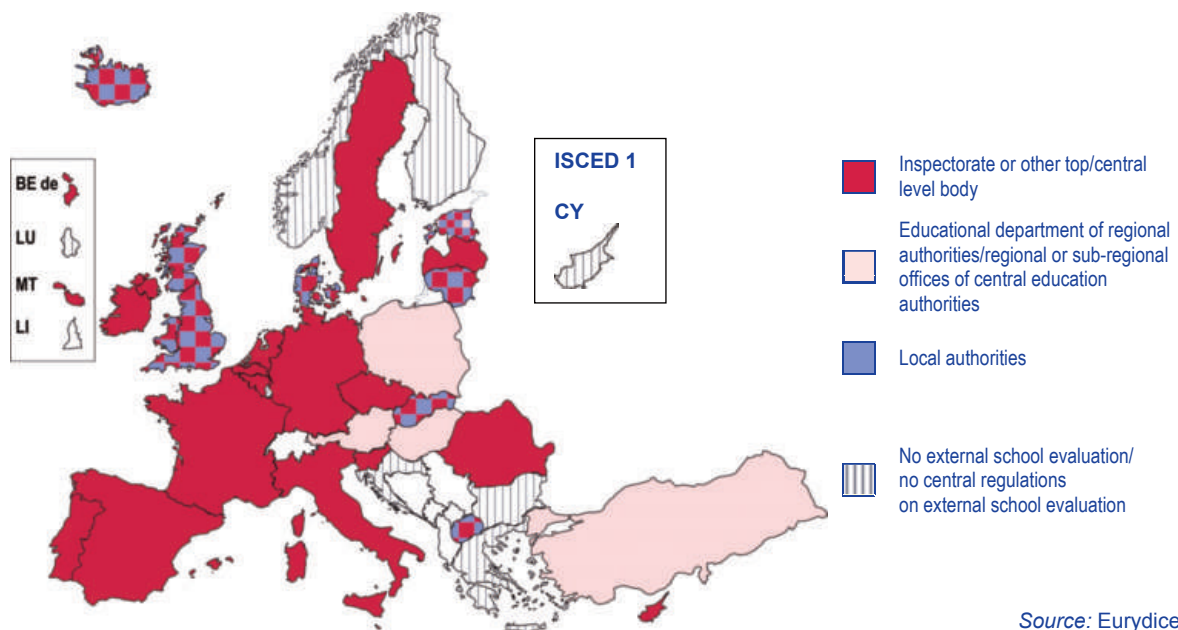 BE de
LU
MT
LI
ISCED 1
CY
Inspectorate or other top/central
level body
Educational department of regional
authorities/regional or sub-regional
offices of central education
authorities
Local authorities
No external school evaluation/
no central regulations
on external school evaluation
Source: Eurydice